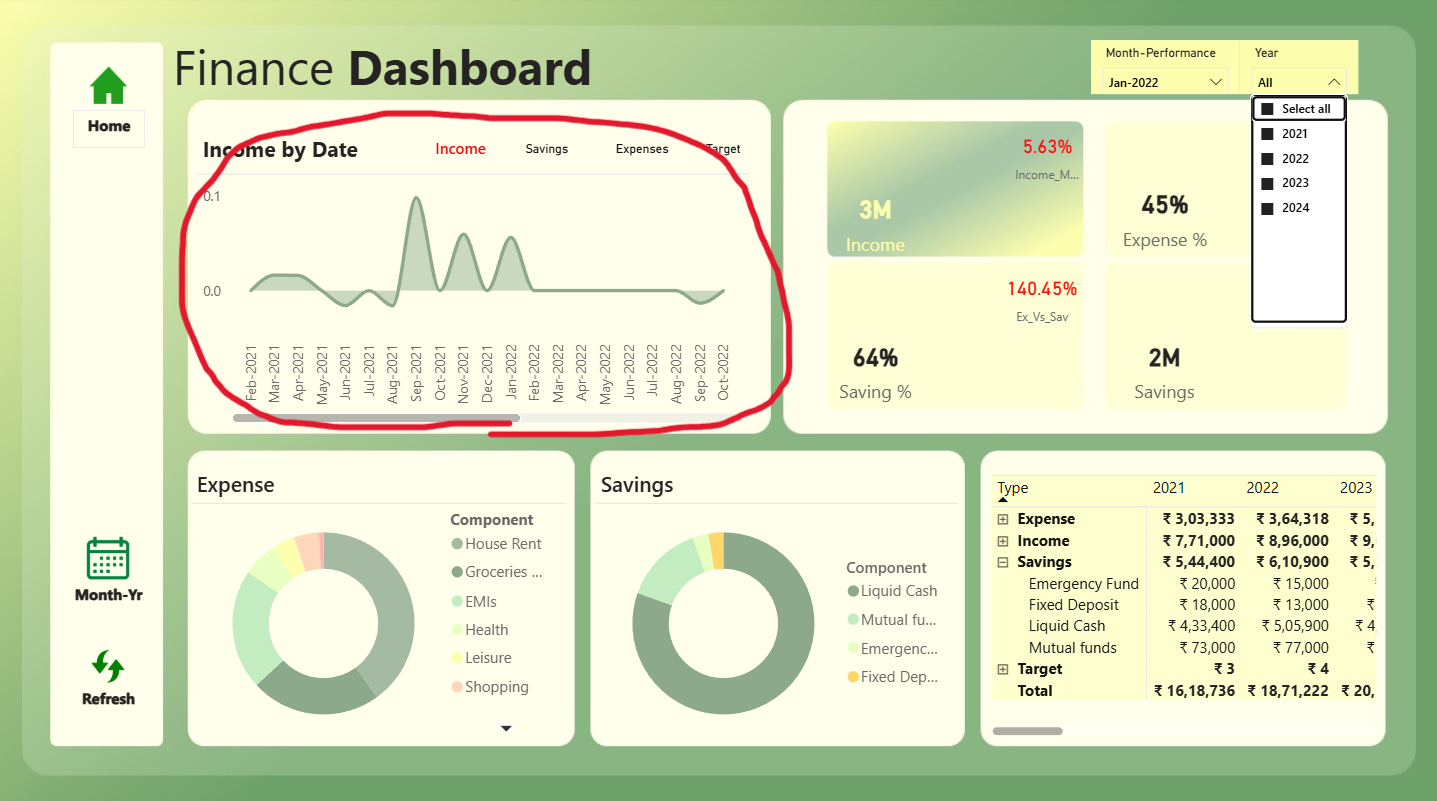 Finance Dashboard
Month-Performance
Jan-2022
Year
All
Select all
2021
2022
2023
2024
Home
Month-Yr
Refresh
Income by Date
Income
Savings
Expenses
Target
0.1
0.0
Feb-2021
Mar-2021
Apr-2021
May-2021
Jun-2021
Jul-2021
Aug-2021
Sep-2021
Oct-2021
Nov-2021
Dec-2021
Jan-2022
Feb-2022
Mar-2022
Apr-2022
May-2022
Jun-2022
Jul-2022
Aug-2022
Sep-2022
Oct-2022
5.63%
Income_M...
3M
Income
45%
Expense %
140.45%
Ex_Vs_Sav
64%
Saving %
2M
Savings
Expense
Component
House Rent
Groceries ...
EMIs
Health
Leisure
Shopping
Savings
Component
Liquid Cash
Mutual fu...
Emergenc...
Fixed Dep...
Type 2021 2022 2023
Expense ₹ 3,03,333 ₹ 3,64,318 ₹ 5,
Income ₹ 7,71,000 ₹ 8,96,000 ₹ 9,
Savings ₹ 5,44,400 ₹ 6,10,900 ₹ 5,
Emergency Fund ₹ 20,000 ₹ 15,000
Fixed Deposit ₹ 18,000 ₹ 13,000 ₹
Liquid Cash ₹ 4,33,400 ₹ 5,05,900 ₹ 4
Mutual funds ₹ 73,000 ₹ 77,000 ₹
Target ₹ 3 ₹ 4
Total ₹ 16,18,736 ₹ 18,71,222 ₹ 20,